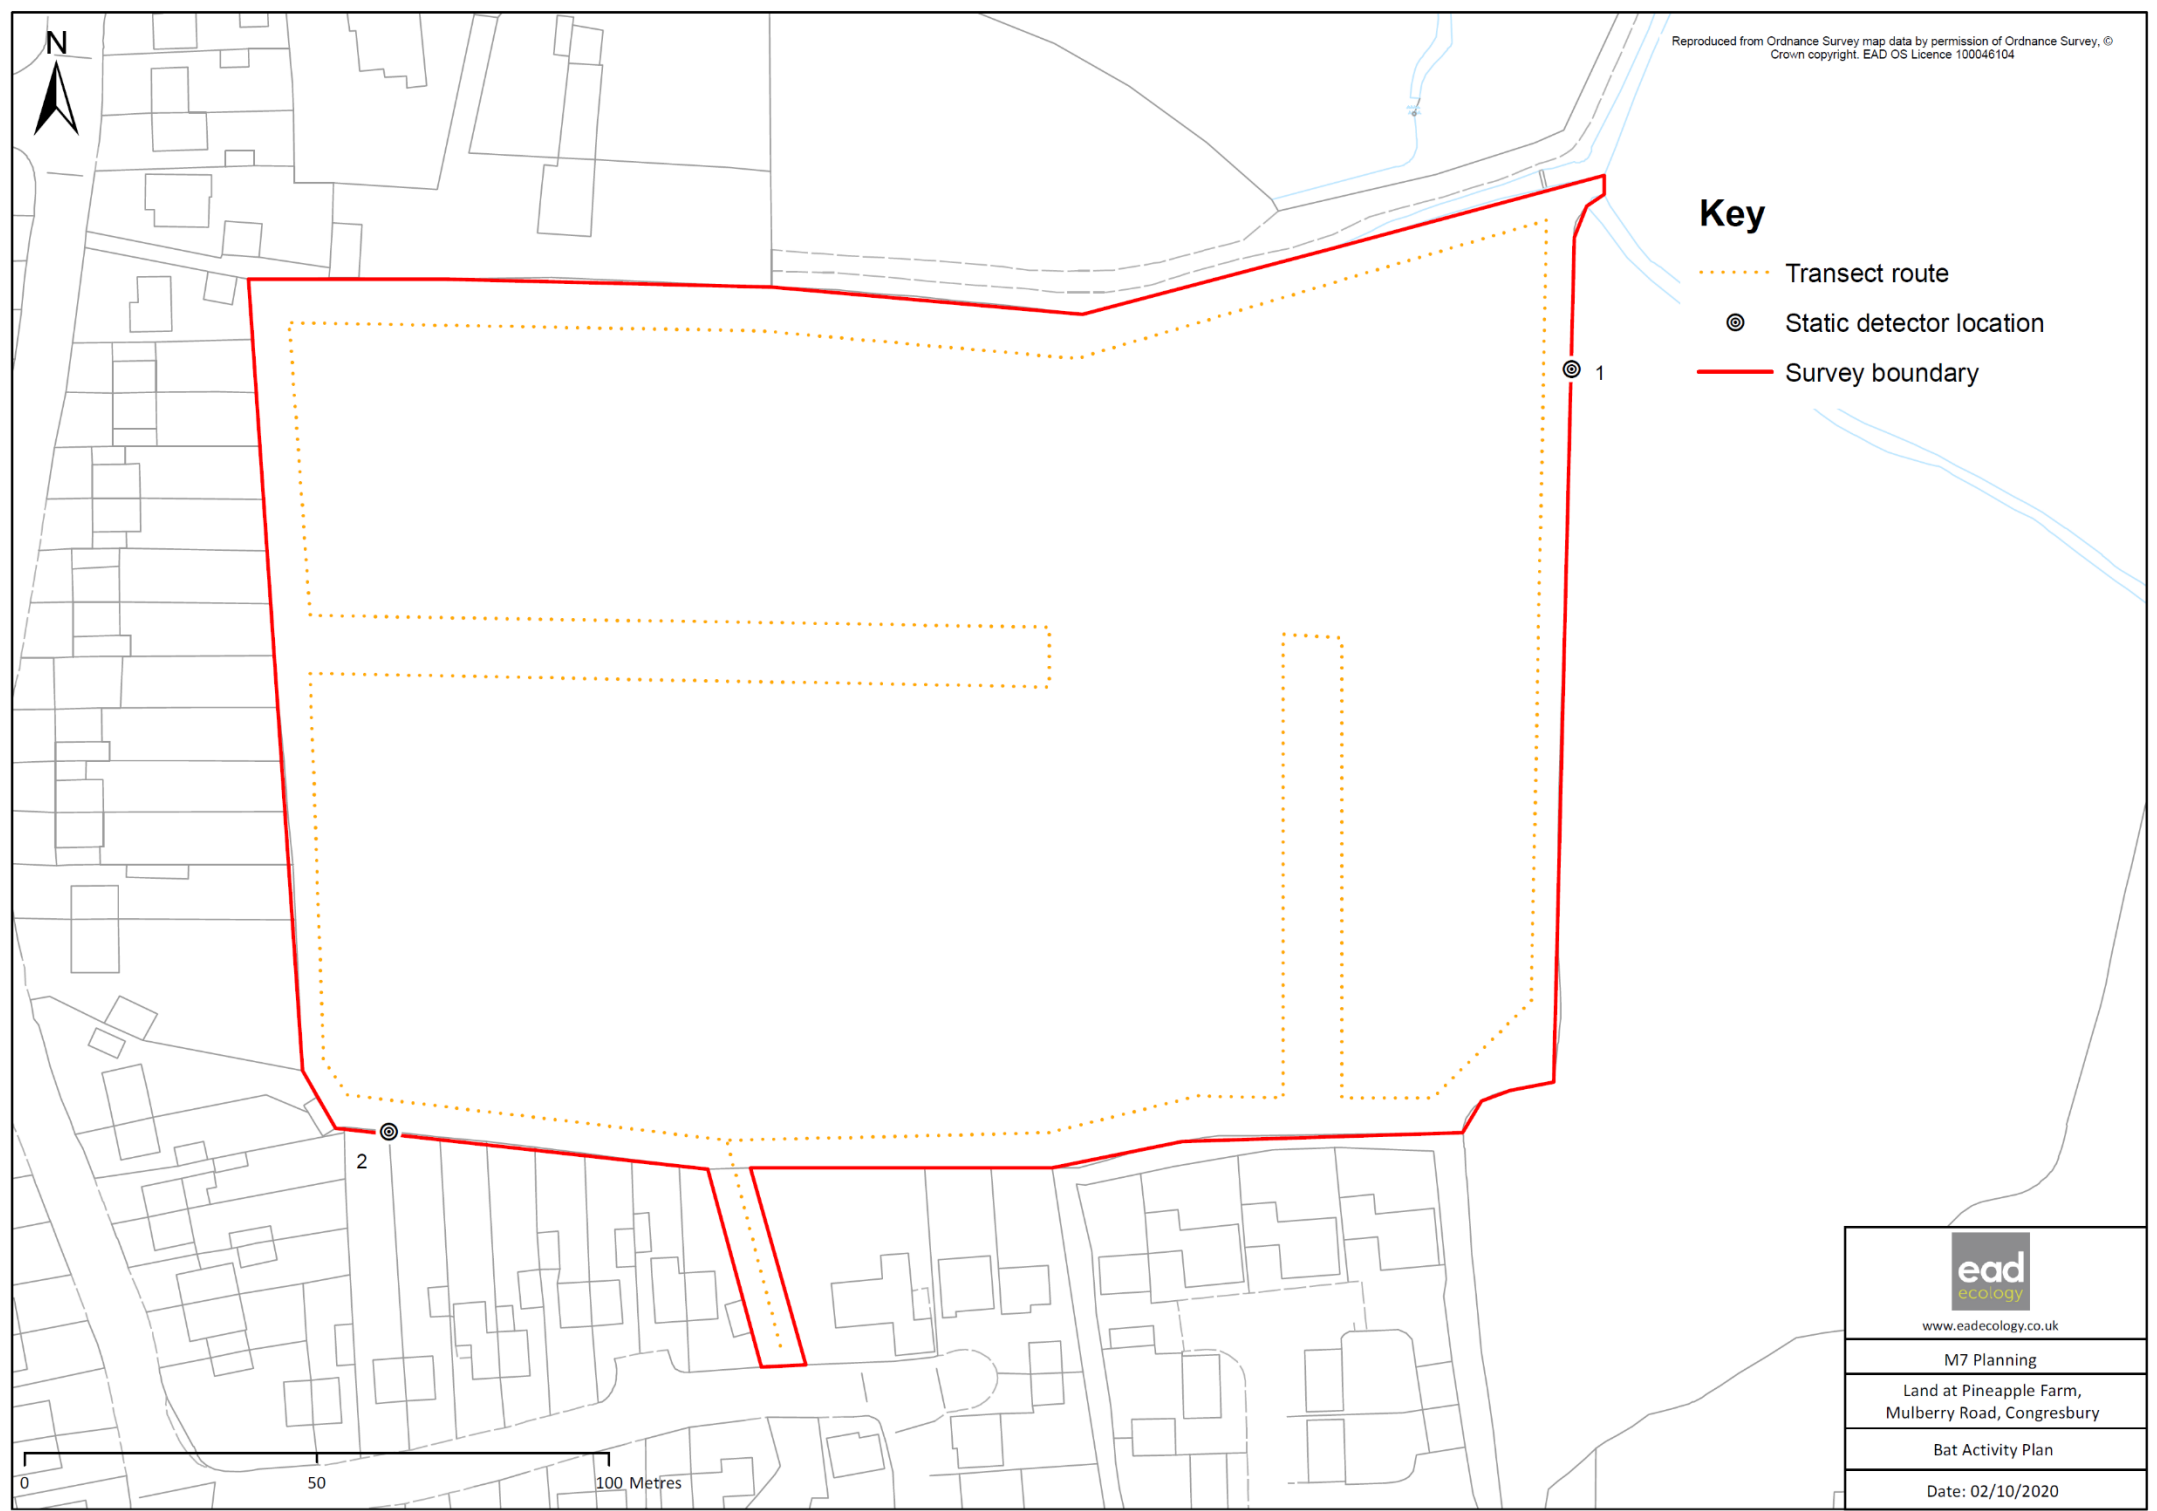 N
Reproduced from Ordnance Survey map data by permission of Ordnance Survey, ©
Crown copyright. EAD OS Licence 100046104
Key
Transect route
Static detector location
Survey boundary
1
2
0 50 100 Metres
ead
ecology
www.eadecology.co.uk
M7 Planning
Land at Pineapple Farm,
Mulberry Road, Congresbury
Bat Activity Plan
Date: 02/10/2020